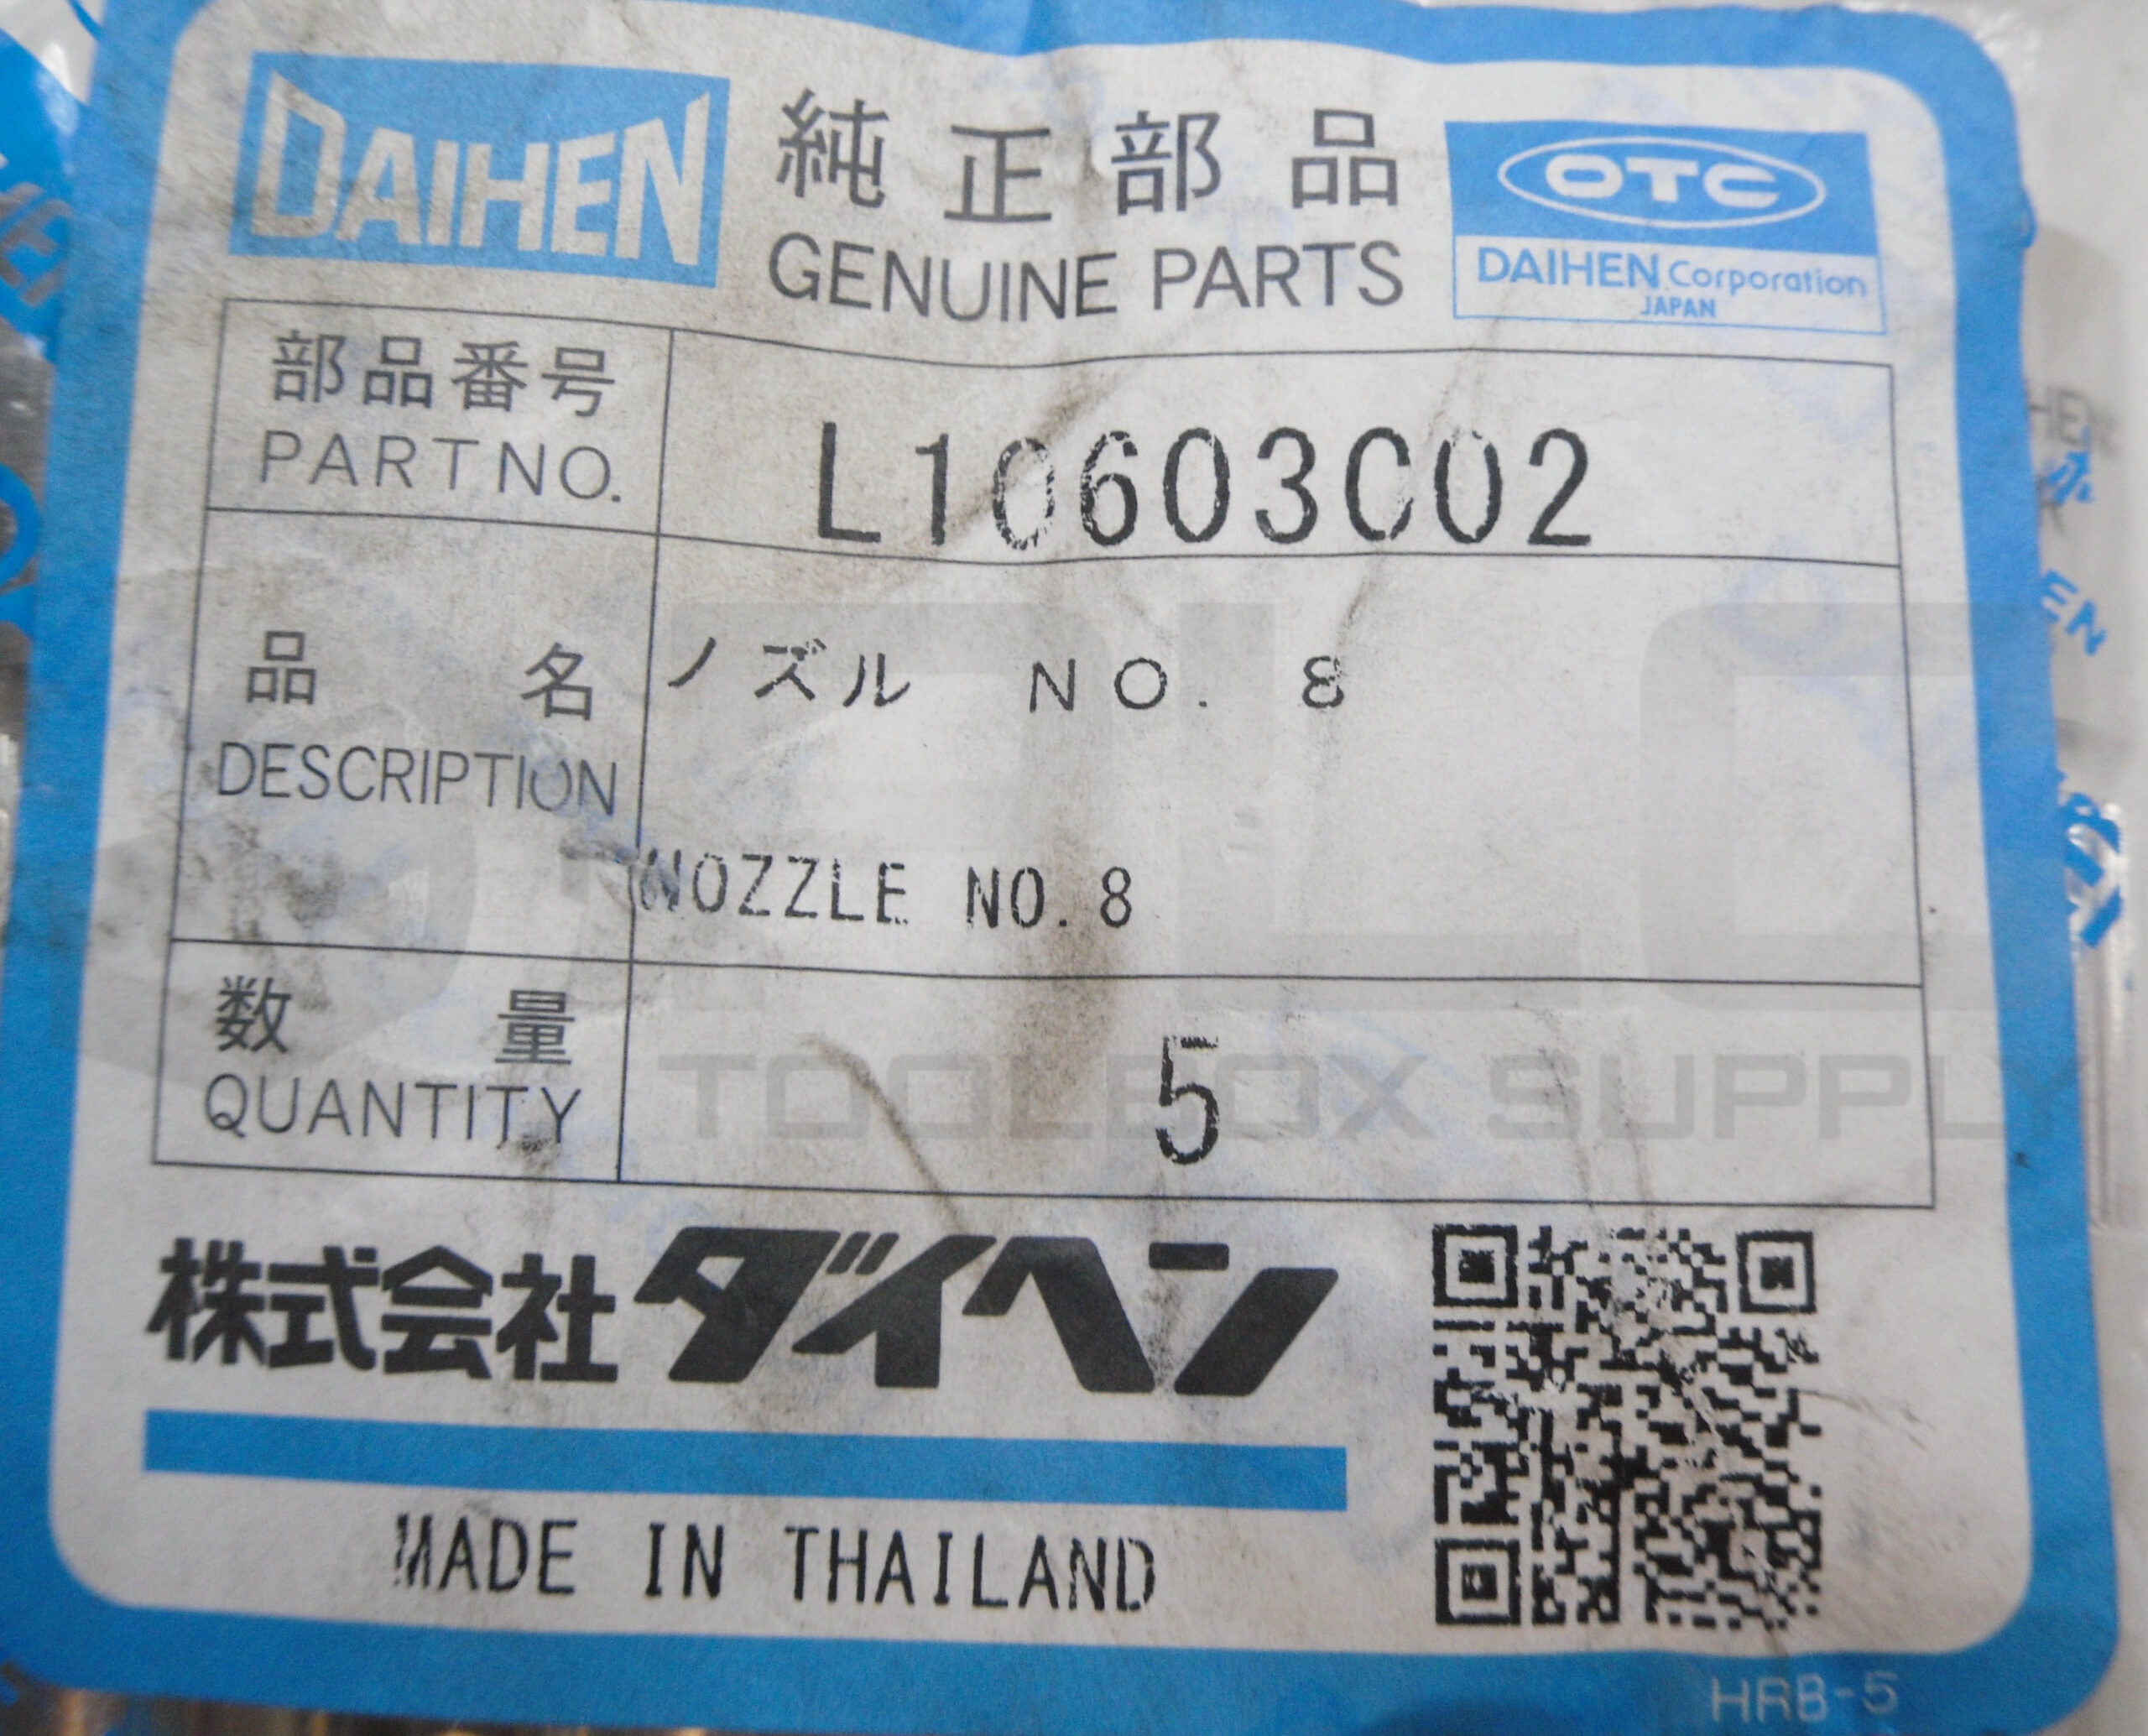 DAIHEN 純正部品 OTC
GENUINE PARTS DAIHEN Corporation
JAPAN
部品番号 L10603C02
PART NO.
品名 ノズル NO. 8
DESCRIPTION
NOZZLE NO. 8
数量 5
QUANTITY
TOOLBOX SUPPLY
株式会社ダイヘン
MADE IN THAILAND
HRB-5